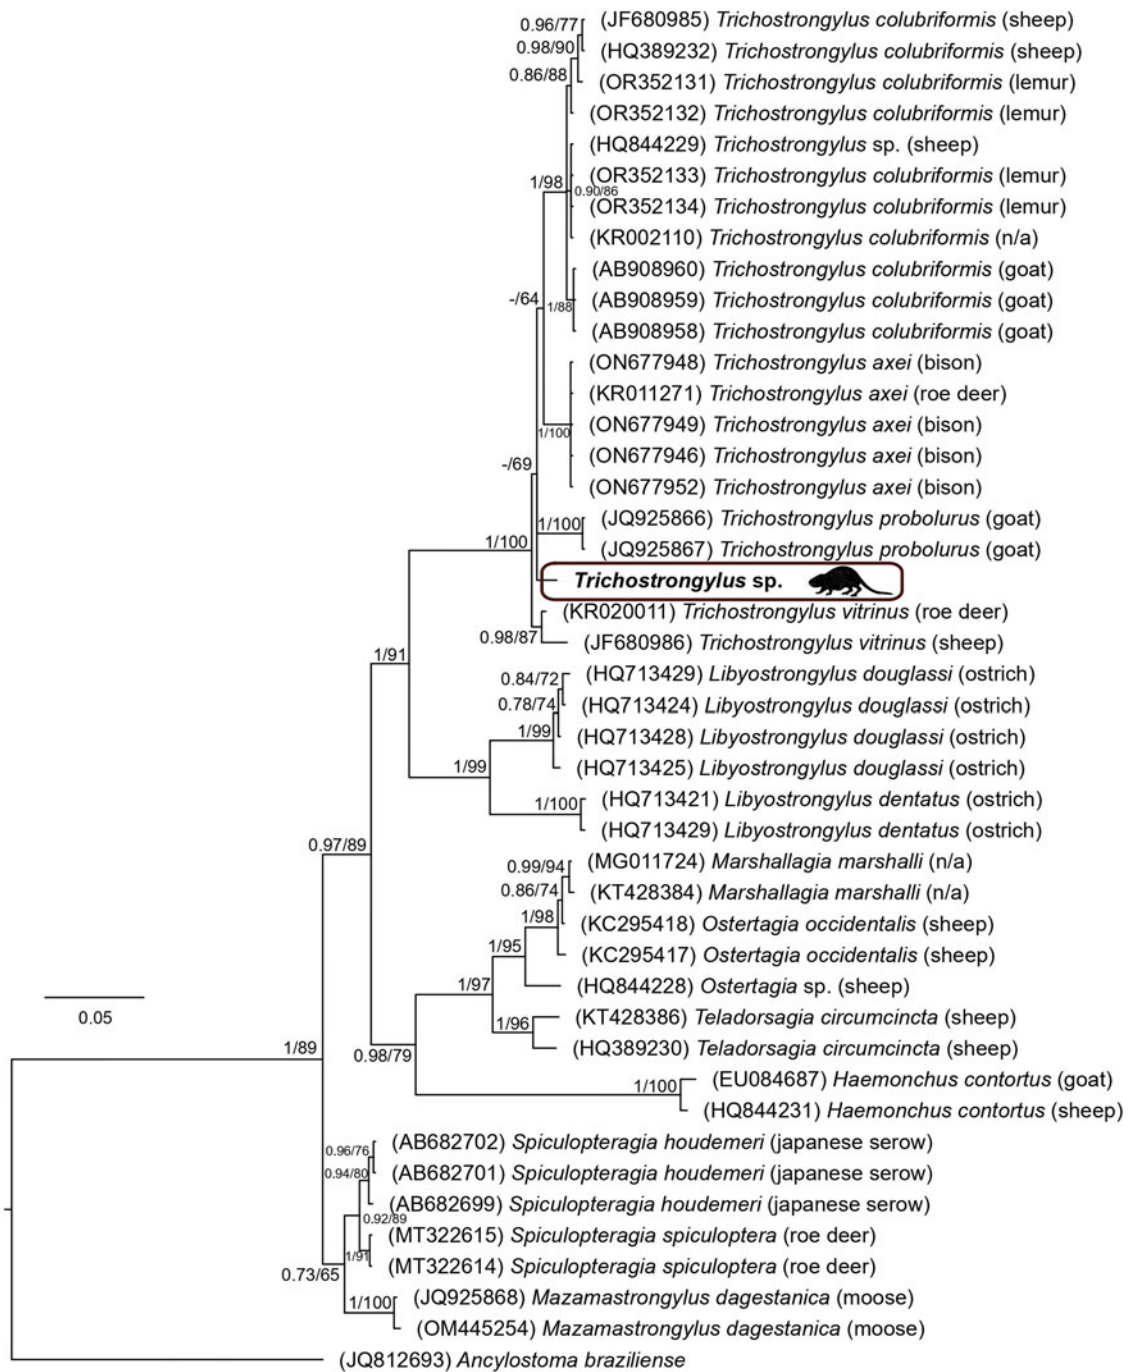 0.96/77
(JF680985) Trichostrongylus colubriformis (sheep)
0.98/90
(HQ389232) Trichostrongylus colubriformis (sheep)
0.86/88
(OR352131) Trichostrongylus colubriformis (lemur)
(OR352132) Trichostrongylus colubriformis (lemur)
(HQ844229) Trichostrongylus sp. (sheep)
1/98
(OR352133) Trichostrongylus colubriformis (lemur)
0.90/86
(OR352134) Trichostrongylus colubriformis (lemur)
(KR002110) Trichostrongylus colubriformis (n/a)
(AB908960) Trichostrongylus colubriformis (goat)
-/64
1/88
(AB908959) Trichostrongylus colubriformis (goat)
(AB908958) Trichostrongylus colubriformis (goat)
(ON677948) Trichostrongylus axei (bison)
(KR011271) Trichostrongylus axei (roe deer)
(ON677949) Trichostrongylus axei (bison)
1/100
(ON677946) Trichostrongylus axei (bison)
-/69
(ON677952) Trichostrongylus axei (bison)
1/100
(JQ925866) Trichostrongylus probolurus (goat)
1/100
(JQ925867) Trichostrongylus probolurus (goat)
Trichostrongylus sp.
(KR020011) Trichostrongylus vitrinus (roe deer)
0.98/87
(JF680986) Trichostrongylus vitrinus (sheep)
1/91
0.84/72
(HQ713429) Libyostrongylus douglassi (ostrich)
0.78/74
(HQ713424) Libyostrongylus douglassi (ostrich)
1/99
(HQ713428) Libyostrongylus douglassi (ostrich)
1/99
(HQ713425) Libyostrongylus douglassi (ostrich)
1/100
(HQ713421) Libyostrongylus dentatus (ostrich)
(HQ713429) Libyostrongylus dentatus (ostrich)
0.97/89
0.99/94
(MG011724) Marshallagia marshalli (n/a)
0.86/74
(KT428384) Marshallagia marshalli (n/a)
1/98
(KC295418) Ostertagia occidentalis (sheep)
1/95
(KC295417) Ostertagia occidentalis (sheep)
1/97
(HQ844228) Ostertagia sp. (sheep)
0.05
1/96
(KT428386) Teladorsagia circumcincta (sheep)
1/89
0.98/79
(HQ389230) Teladorsagia circumcincta (sheep)
1/100
(EU084687) Haemonchus contortus (goat)
(HQ844231) Haemonchus contortus (sheep)
0.96/76
(AB682702) Spiculopteragia houdemeri (japanese serow)
0.94/80
(AB682701) Spiculopteragia houdemeri (japanese serow)
(AB682699) Spiculopteragia houdemeri (japanese serow)
0.92/89
(MT322615) Spiculopteragia spiculoptera (roe deer)
1/91
(MT322614) Spiculopteragia spiculoptera (roe deer)
0.73/65
1/100
(JQ925868) Mazamastrongylus dagestanica (moose)
(OM445254) Mazamastrongylus dagestanica (moose)
(JQ812693) Ancylostoma braziliense